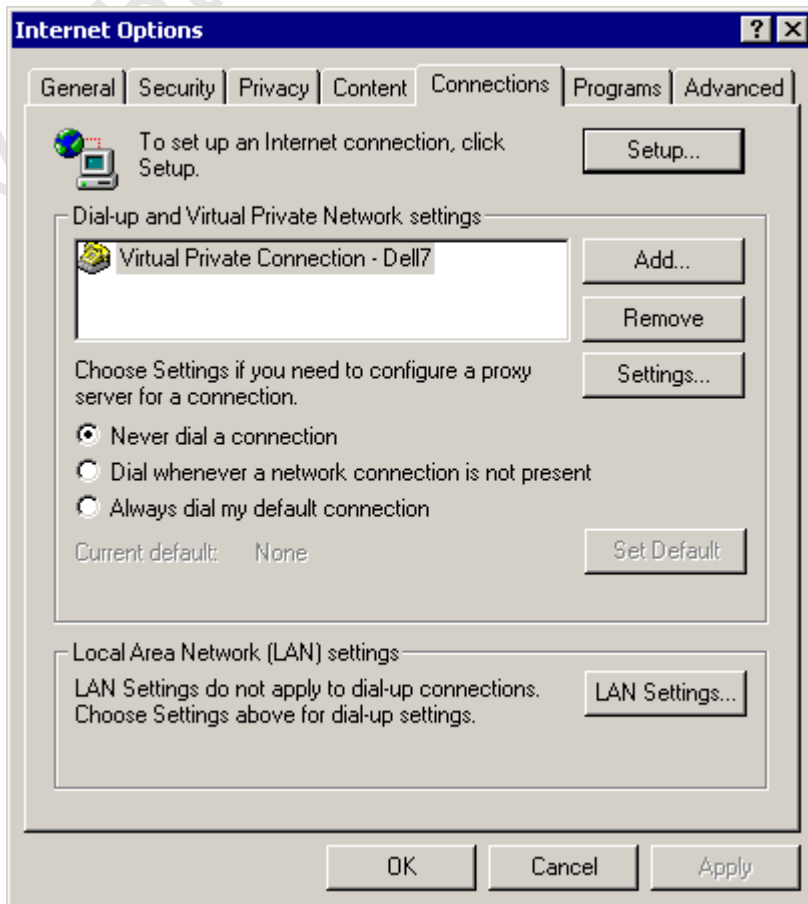 Internet Options
General Security Privacy Content Connections Programs Advanced
To set up an Internet connection, click
Setup.
Setup...
Dial-up and Virtual Private Network settings
Virtual Private Connection - Dell7
Add...
Remove
Choose Settings if you need to configure a proxy
server for a connection.
Settings...
Never dial a connection
Dial whenever a network connection is not present
Always dial my default connection
Current default: None
Set Default
Local Area Network (LAN) settings
LAN Settings do not apply to dial-up connections.
Choose Settings above for dial-up settings.
LAN Settings...
OK Cancel Apply